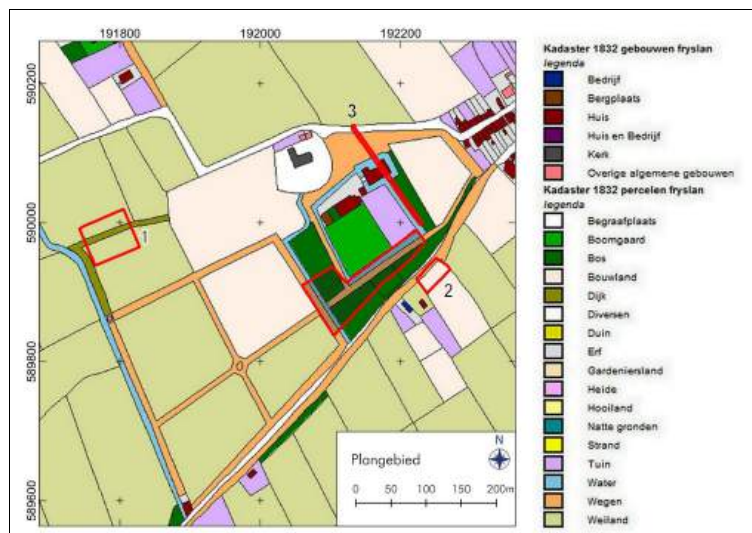 191800
192000
192200
590200
590000
589800
589600
3
1
2
Plangebied
N
0
50
100
150
200m
Kadaster 1832 gebouwen fryslan
legenda
Bedrijf
Bergplaats
Huis
Huis en Bedrijf
Kerk
Overige algemene gebouwen
Kadaster 1832 percelen fryslan
legenda
Begraafplaats
Boomgaard
Bos
Bouwland
Dijk
Diversen
Duin
Erf
Gardeniersland
Heide
Hooiland
Natte gronden
Strand
Tuin
Water
Wegen
Weiland